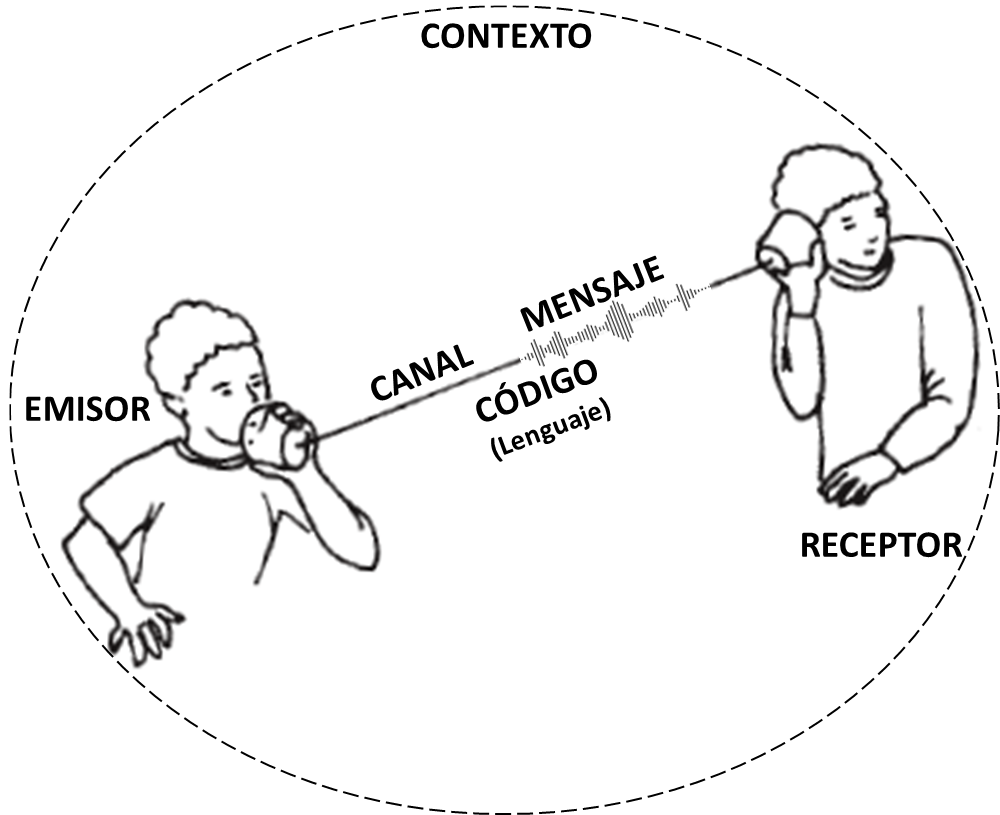 CONTEXTO
MENSAJE
CANAL
CÓDIGO
(Lenguaje)
EMISOR
RECEPTOR